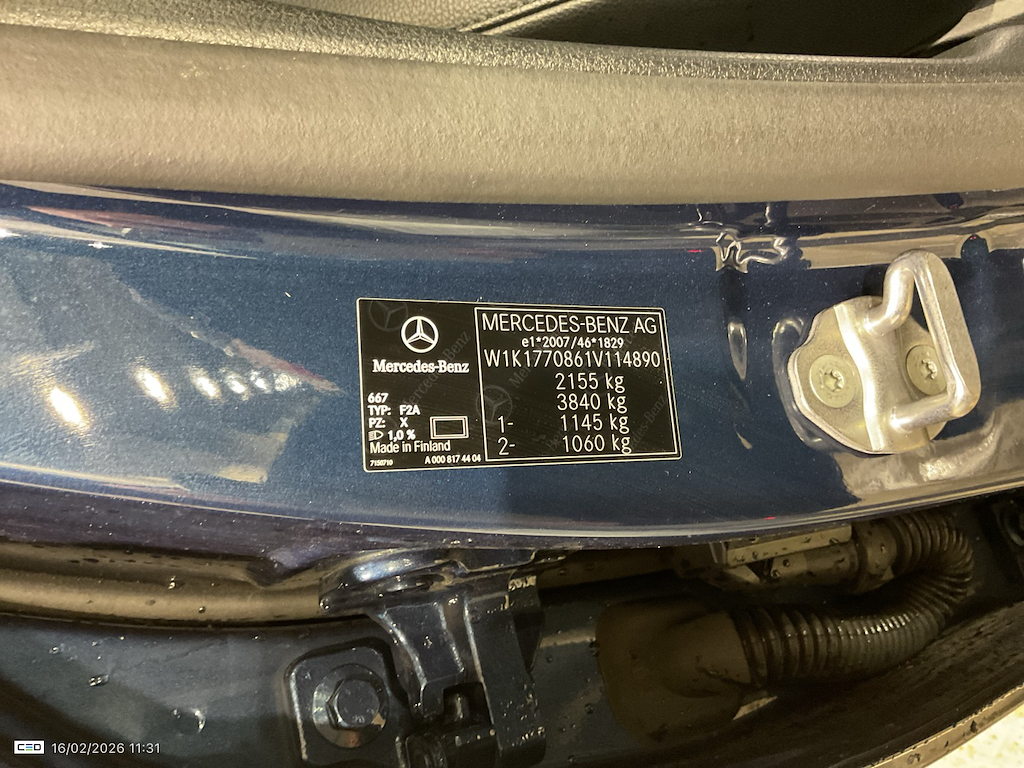 Mercedes-Benz
667
TYP: F2A
PZ: X
1,0 %
Made in Finland
7150710
A 000 817 44 04
MERCEDES-BENZ AG
e1*2007/46*1829
W1K1770861V114890
2155 kg
3840 kg
1- 1145 kg
2- 1060 kg
CEO 16/02/2026 11:31